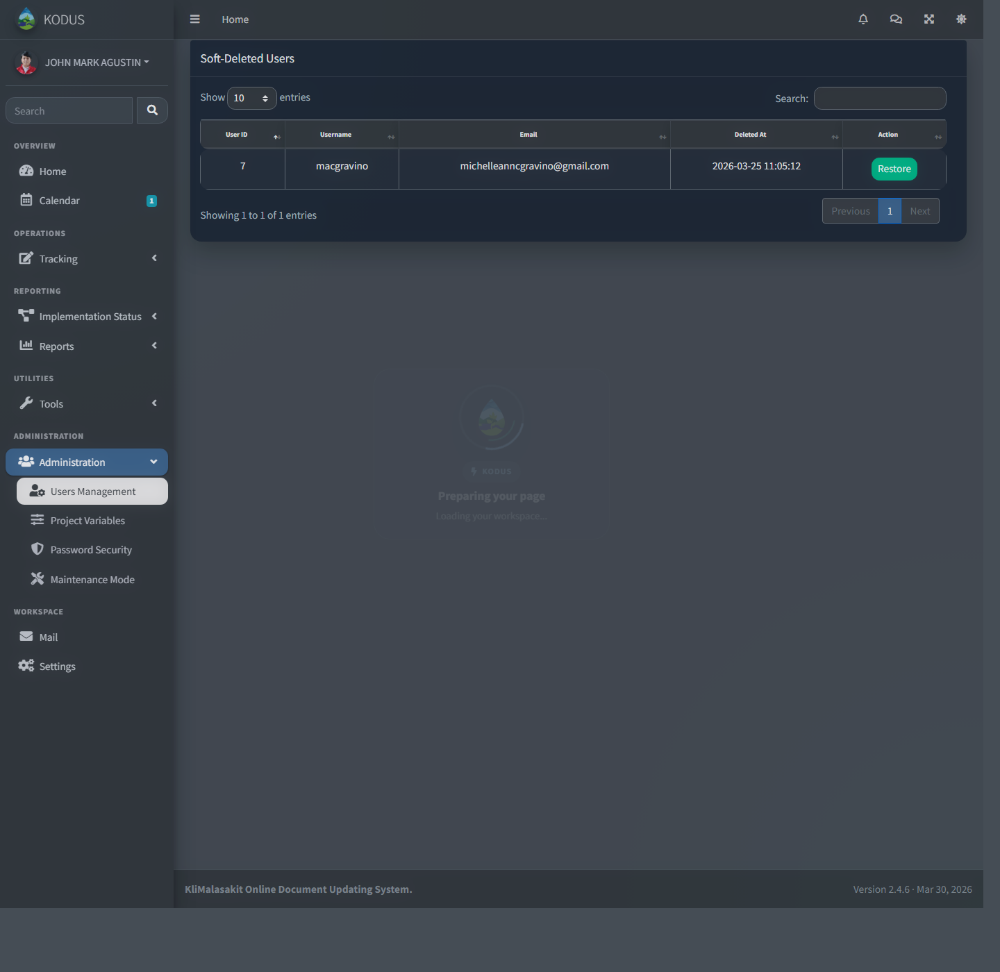 KODUS
Home
JOHN MARK AGUSTIN
Search
OVERVIEW
Home
Calendar 1
OPERATIONS
Tracking
REPORTING
Implementation Status
Reports
UTILITIES
Tools
ADMINISTRATION
Administration
Users Management
Project Variables
Password Security
Maintenance Mode
WORKSPACE
Mail
Settings
Soft-Deleted Users
Show 10 entries
Search:
User ID Username Email Deleted At Action
7 macgravino michelleanncgravino@gmail.com 2026-03-25 11:05:12 Restore
Showing 1 to 1 of 1 entries
Previous 1 Next
KODUS
Preparing your page
Loading your workspace...
KliMalasakit Online Document Updating System.
Version 2.4.6 · Mar 30, 2026